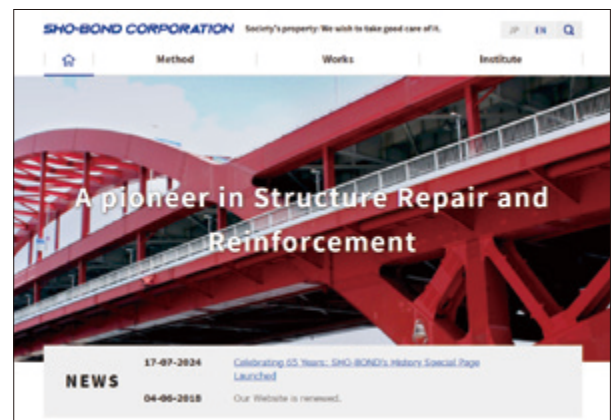 SHO-BOND CORPORATION Society's property: We wish to take good care of it. JP EN
Method Works Institute
A pioneer in Structure Repair and
Reinforcement
NEWS
17-07-2024 Celebrating 65 Years: SHO-BOND's History Special Page
Launched
04-06-2018 Our Website is renewed.